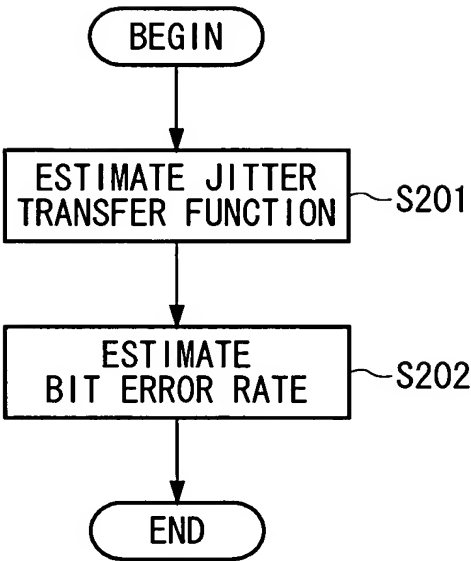 BEGIN
ESTIMATE JITTER
TRANSFER FUNCTION
S201
ESTIMATE
BIT ERROR RATE
S202
END